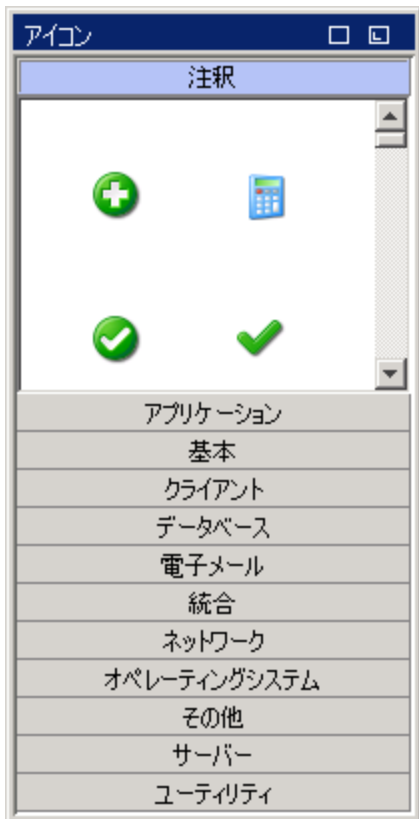 アイコン
注釈
アプリケーション
基本
クライアント
データベース
電子メール
統合
ネットワーク
オペレーティングシステム
その他
サーバー
ユーティリティ